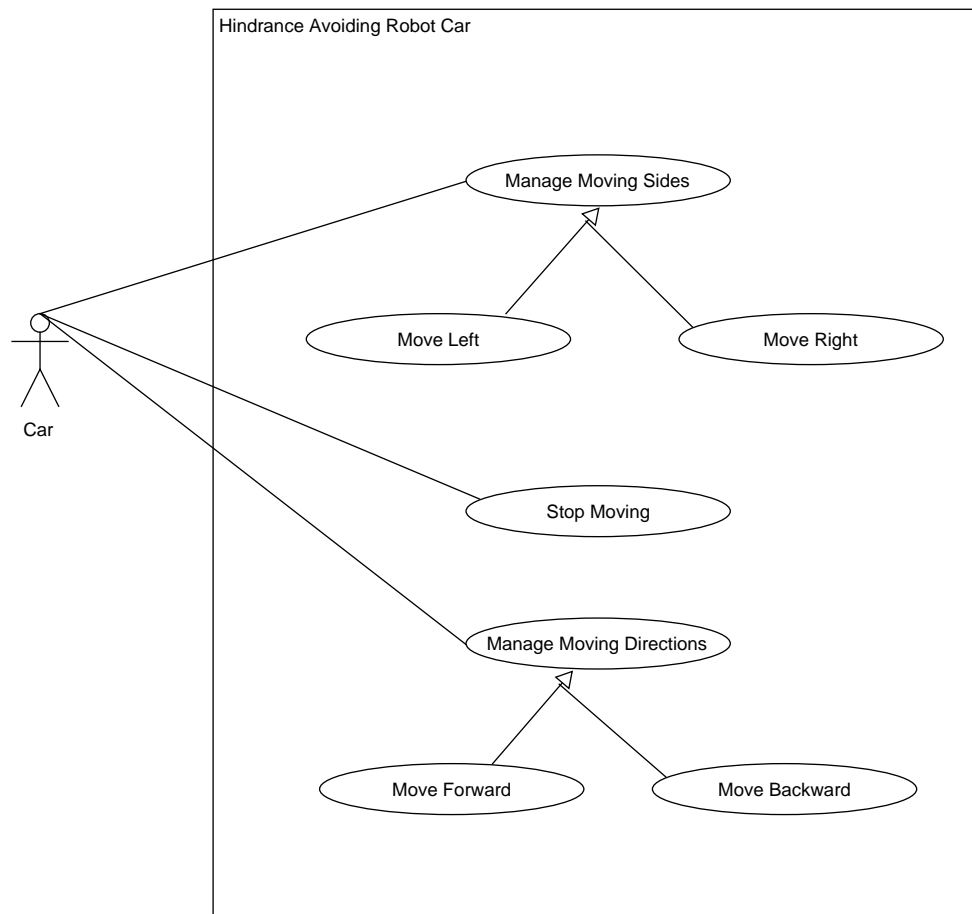 Hindrance Avoiding Robot Car
Manage Moving Sides
Move Left
Move Right
Car
Stop Moving
Manage Moving Directions
Move Forward
Move Backward